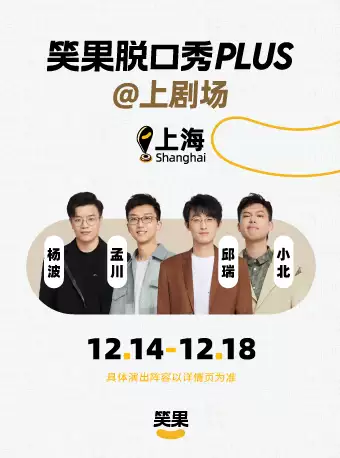 笑果脱口秀PLUS
@上剧场
上海
Shanghai
杨波
孟川
邱瑞
小北
12.14-12.18
具体演出阵容以详情页为准
笑果